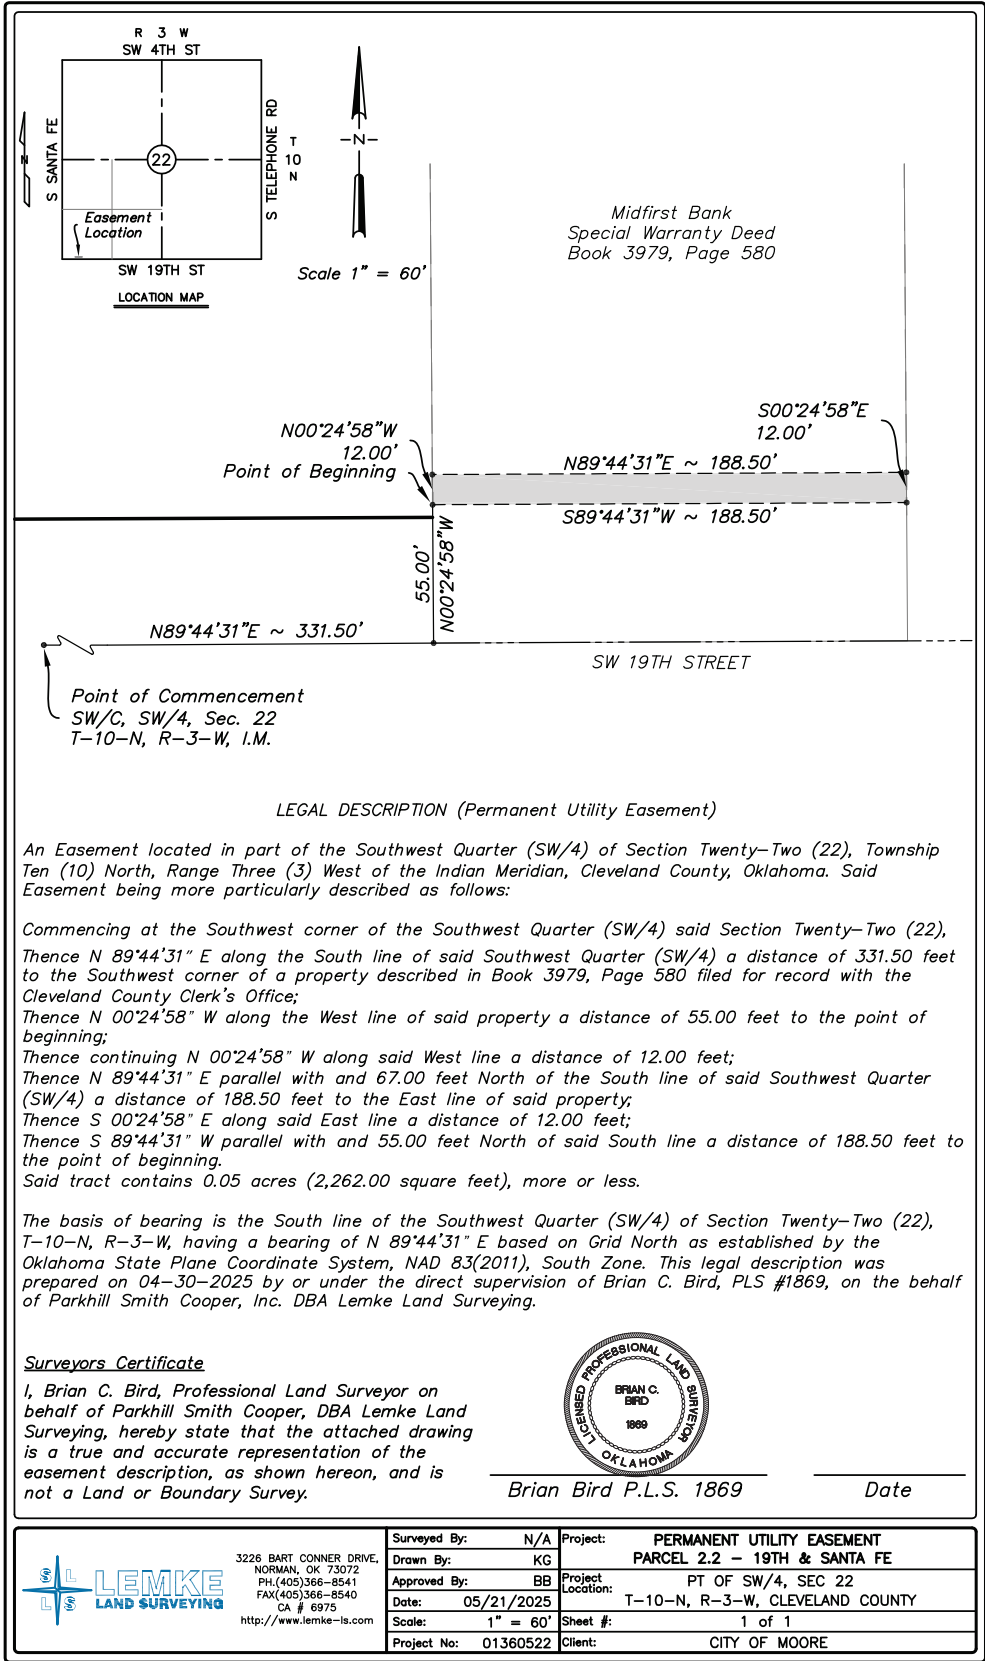 R 3 W
SW 4TH ST
S SANTA FE
N
22
S TELEPHONE RD
T
10
N
Easement
Location
SW 19TH ST
LOCATION MAP
N
Scale 1" = 60'
Midfirst Bank
Special Warranty Deed
Book 3979, Page 580
N00°24'58"W
12.00'
Point of Beginning
S00°24'58"E
12.00'
N89°44'31"E ~ 188.50'
S89°44'31"W ~ 188.50'
55.00'
N00°24'58"W
N89°44'31"E ~ 331.50'
SW 19TH STREET
Point of Commencement
SW/C, SW/4, Sec. 22
T-10-N, R-3-W, I.M.
LEGAL DESCRIPTION (Permanent Utility Easement)
An Easement located in part of the Southwest Quarter (SW/4) of Section Twenty-Two (22), Township
Ten (10) North, Range Three (3) West of the Indian Meridian, Cleveland County, Oklahoma. Said
Easement being more particularly described as follows:
Commencing at the Southwest corner of the Southwest Quarter (SW/4) said Section Twenty-Two (22),
Thence N 89°44'31" E along the South line of said Southwest Quarter (SW/4) a distance of 331.50 feet
to the Southwest corner of a property described in Book 3979, Page 580 filed for record with the
Cleveland County Clerk's Office;
Thence N 00°24'58" W along the West line of said property a distance of 55.00 feet to the point of
beginning;
Thence continuing N 00°24'58" W along said West line a distance of 12.00 feet;
Thence N 89°44'31" E parallel with and 67.00 feet North of the South line of said Southwest Quarter
(SW/4) a distance of 188.50 feet to the East line of said property;
Thence S 00°24'58" E along said East line a distance of 12.00 feet;
Thence S 89°44'31" W parallel with and 55.00 feet North of said South line a distance of 188.50 feet to
the point of beginning.
Said tract contains 0.05 acres (2,262.00 square feet), more or less.
The basis of bearing is the South line of the Southwest Quarter (SW/4) of Section Twenty-Two (22),
T-10-N, R-3-W, having a bearing of N 89°44'31" E based on Grid North as established by the
Oklahoma State Plane Coordinate System, NAD 83(2011), South Zone. This legal description was
prepared on 04-30-2025 by or under the direct supervision of Brian C. Bird, PLS #1869, on the behalf
of Parkhill Smith Cooper, Inc. DBA Lemke Land Surveying.
Surveyors Certificate
I, Brian C. Bird, Professional Land Surveyor on
behalf of Parkhill Smith Cooper, DBA Lemke Land
Surveying, hereby state that the attached drawing
is a true and accurate representation of the
easement description, as shown hereon, and is
not a Land or Boundary Survey.
LICENSED PROFESSIONAL LAND SURVEYOR
BRIAN C.
BIRD
1869
OKLAHOMA
Brian Bird P.L.S. 1869
Date
LS
LS
LEMKE
LAND SURVEYING
3226 BART CONNER DRIVE,
NORMAN, OK 73072
PH.(405)366-8541
FAX(405)366-8540
CA # 6975
http://www.lemke-ls.com
Surveyed By: N/A
Drawn By: KG
Approved By: BB
Date: 05/21/2025
Scale: 1" = 60'
Project No: 01360522
Project: PERMANENT UTILITY EASEMENT
PARCEL 2.2 - 19TH & SANTA FE
Project
Location: PT OF SW/4, SEC 22
T-10-N, R-3-W, CLEVELAND COUNTY
Sheet #: 1 of 1
Client: CITY OF MOORE